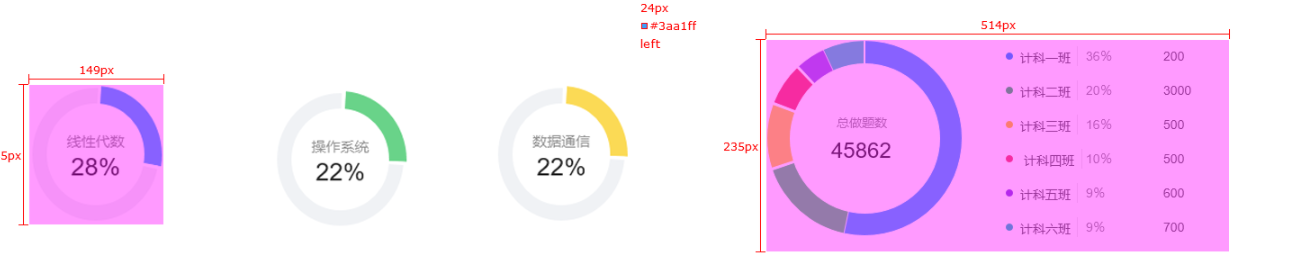 24px
#3aa1ff
left
149px
5px
线性代数
28%
操作系统
22%
数据通信
22%
514px
235px
总做题数
45862
计科一班 36% 200
计科二班 20% 3000
计科三班 16% 500
计科四班 10% 500
计科五班 9% 600
计科六班 9% 700